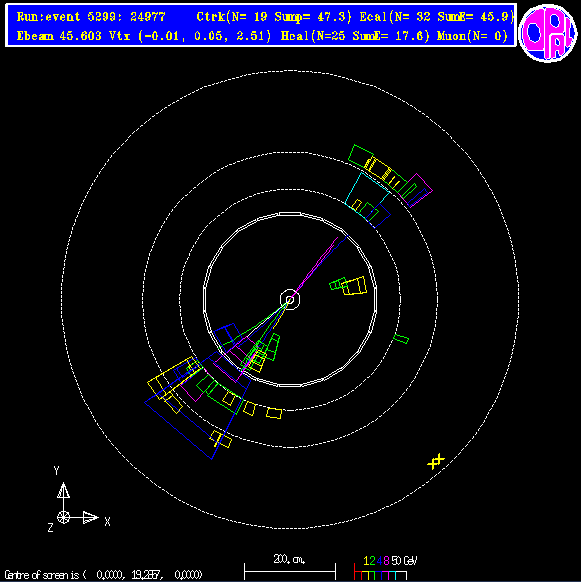 Run:event 5299: 24977 Ctrk(N= 19 Sump= 47.3) Ecal(N= 32 SumE= 45.9)
Ebeam 45.603 Vtx (-0.01, 0.05, 2.51) Hcal(N=25 SumE= 17.6) Muon(N= 0)
Y
X
Z
200. cm.
1 2 4 8 50 GeV
Centre of screen is ( 0.0000, 19.2857, 0.0000)